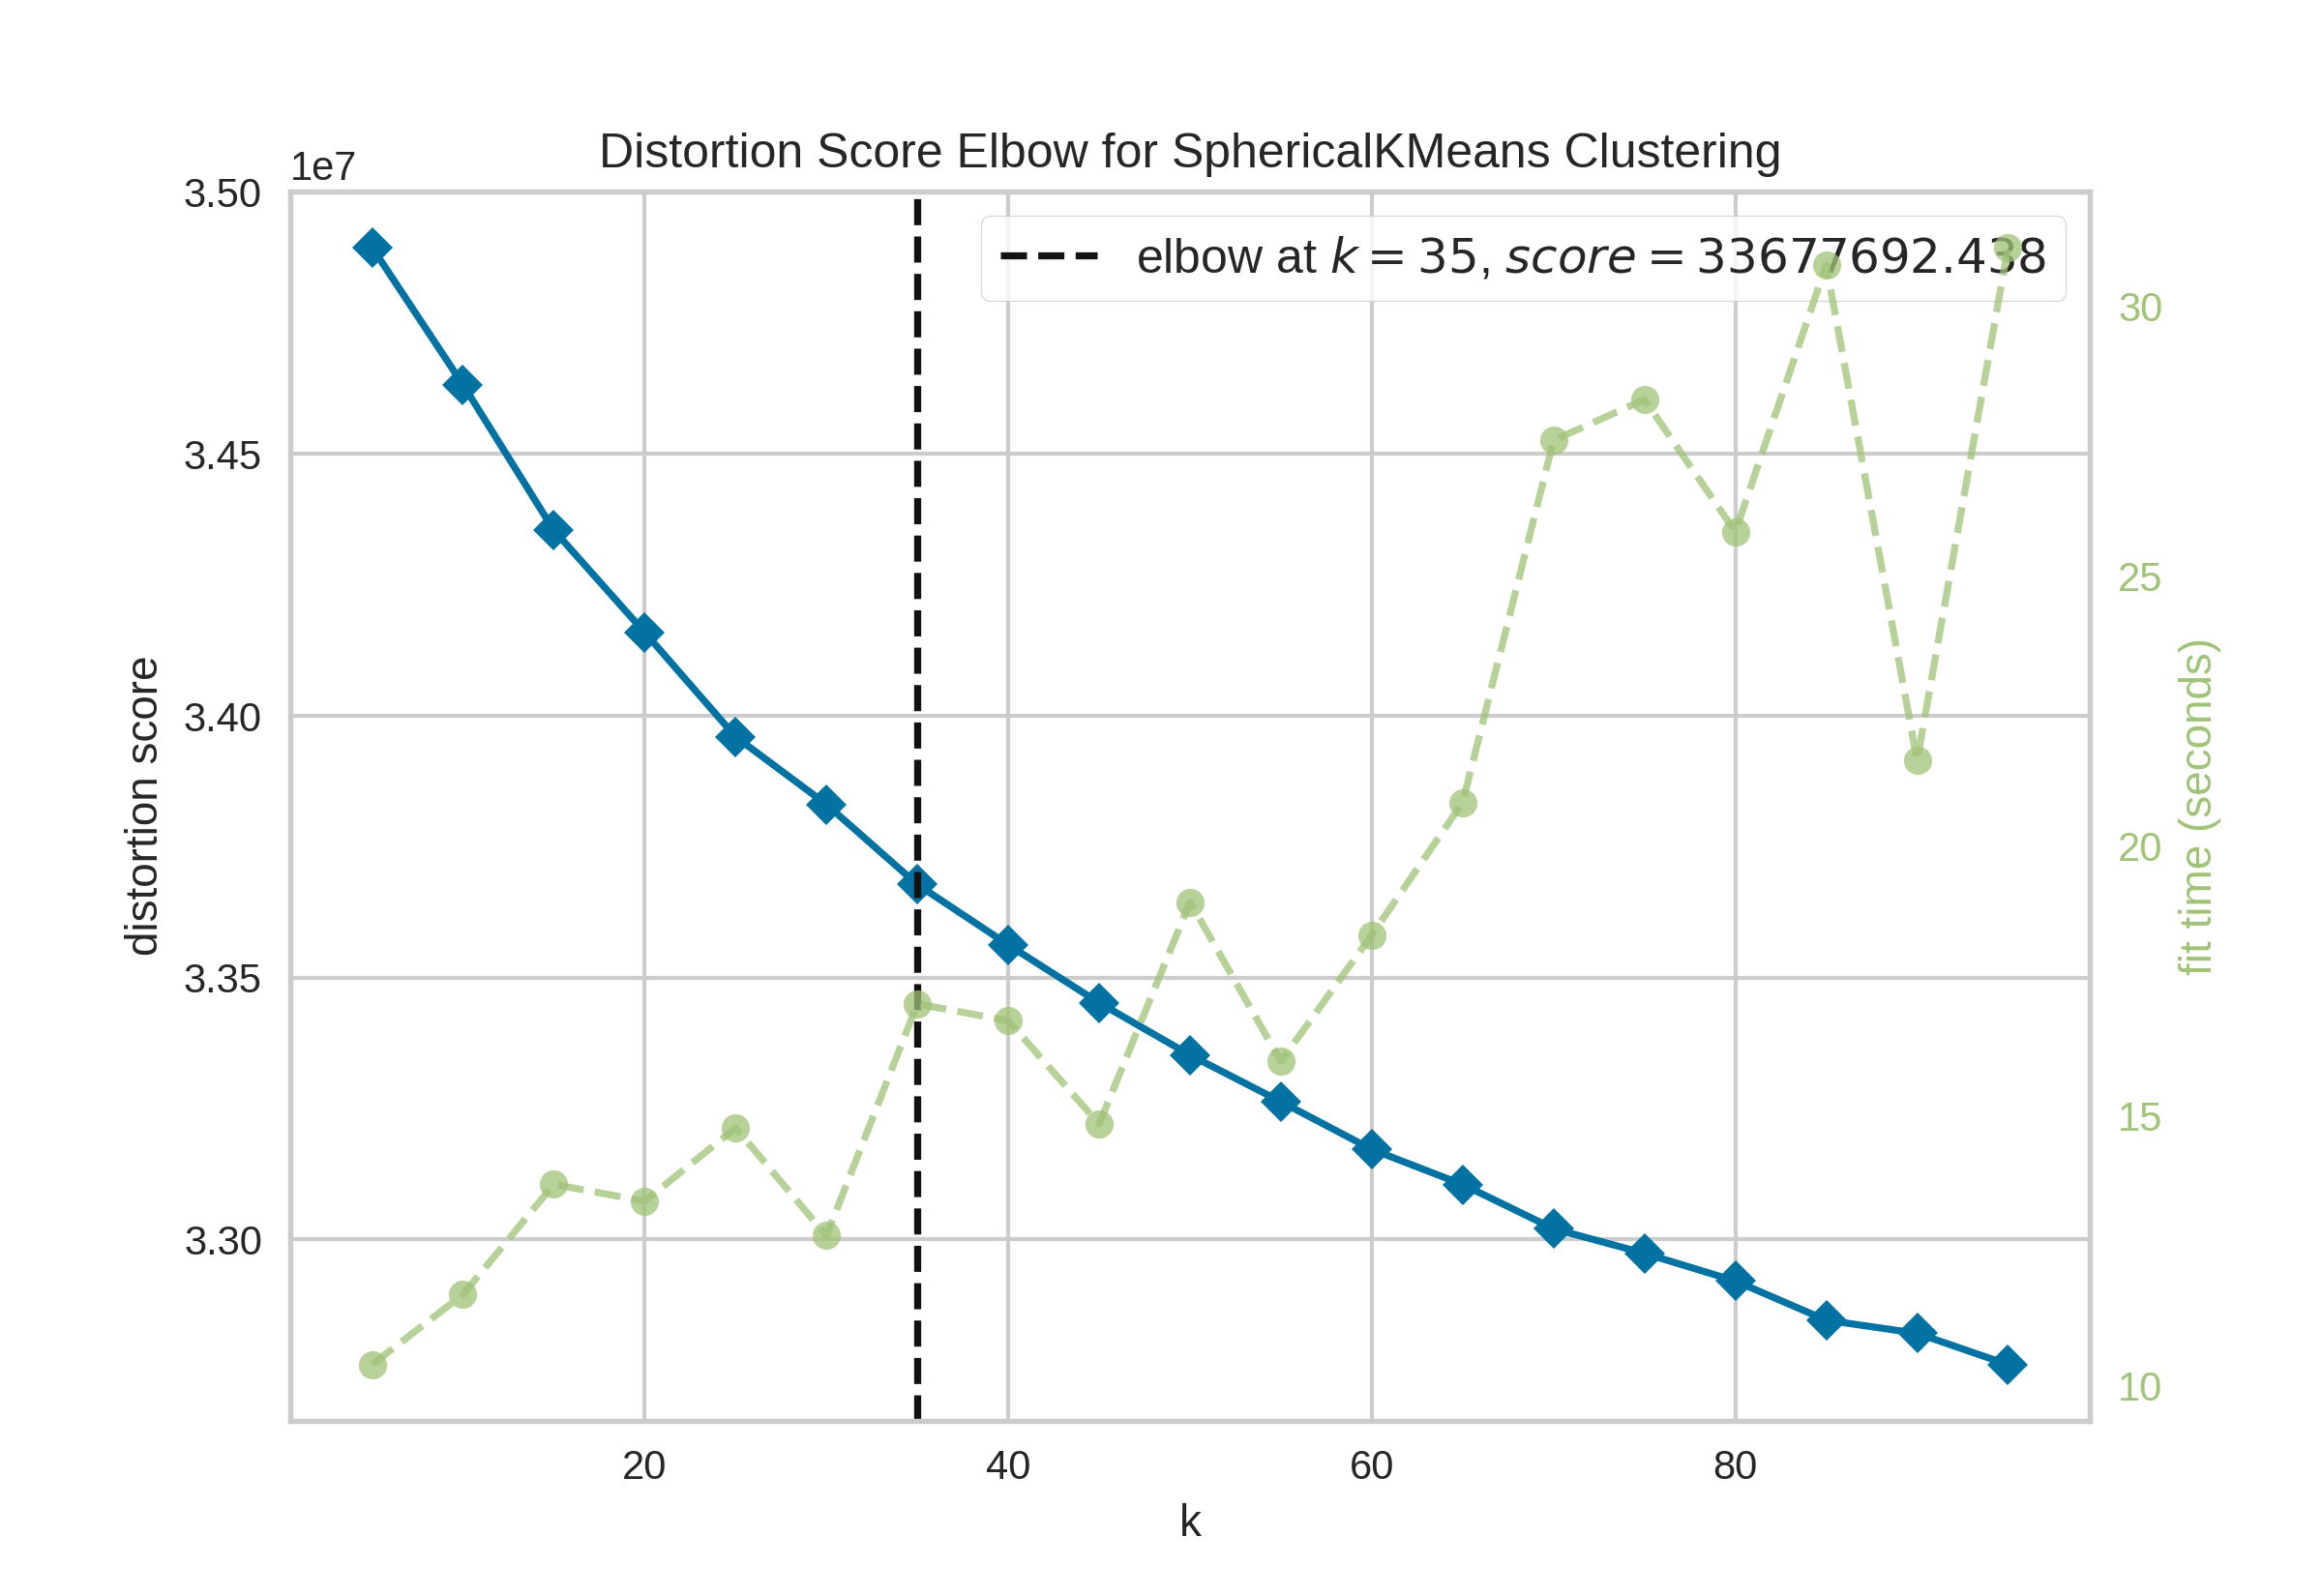 Distortion Score Elbow for SphericalKMeans Clustering
1e7
elbow at k = 35, score = 33677692.438
3.50
3.45
3.40
3.35
3.30
distortion score
30
25
20
15
10
fit time (seconds)
20 40 60 80
k